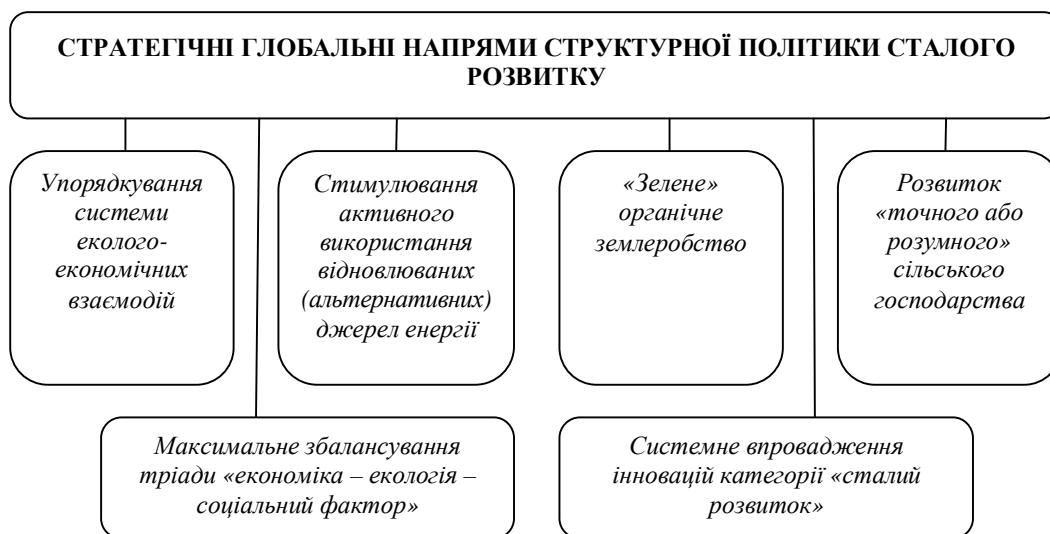 СТРАТЕГІЧНІ ГЛОБАЛЬНІ НАПРЯМИ СТРУКТУРНОЇ ПОЛІТИКИ СТАЛОГО
РОЗВИТКУ
Упорядкування
системи
еколого-
економічних
взаємодій
Стимулювання
активного
використання
відновлюваних
(альтернативних)
джерел енергії
«Зелене»
органічне
землеробство
Розвиток
«точного або
розумного»
сільського
господарства
Максимальне збалансування
тріади «економіка – екологія –
соціальний фактор»
Системне впровадження
інновацій категорії «сталий
розвиток»